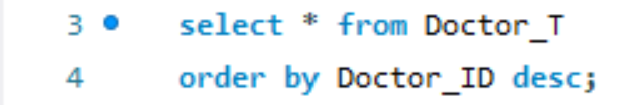 3 select * from Doctor_T
4 order by Doctor_ID desc;